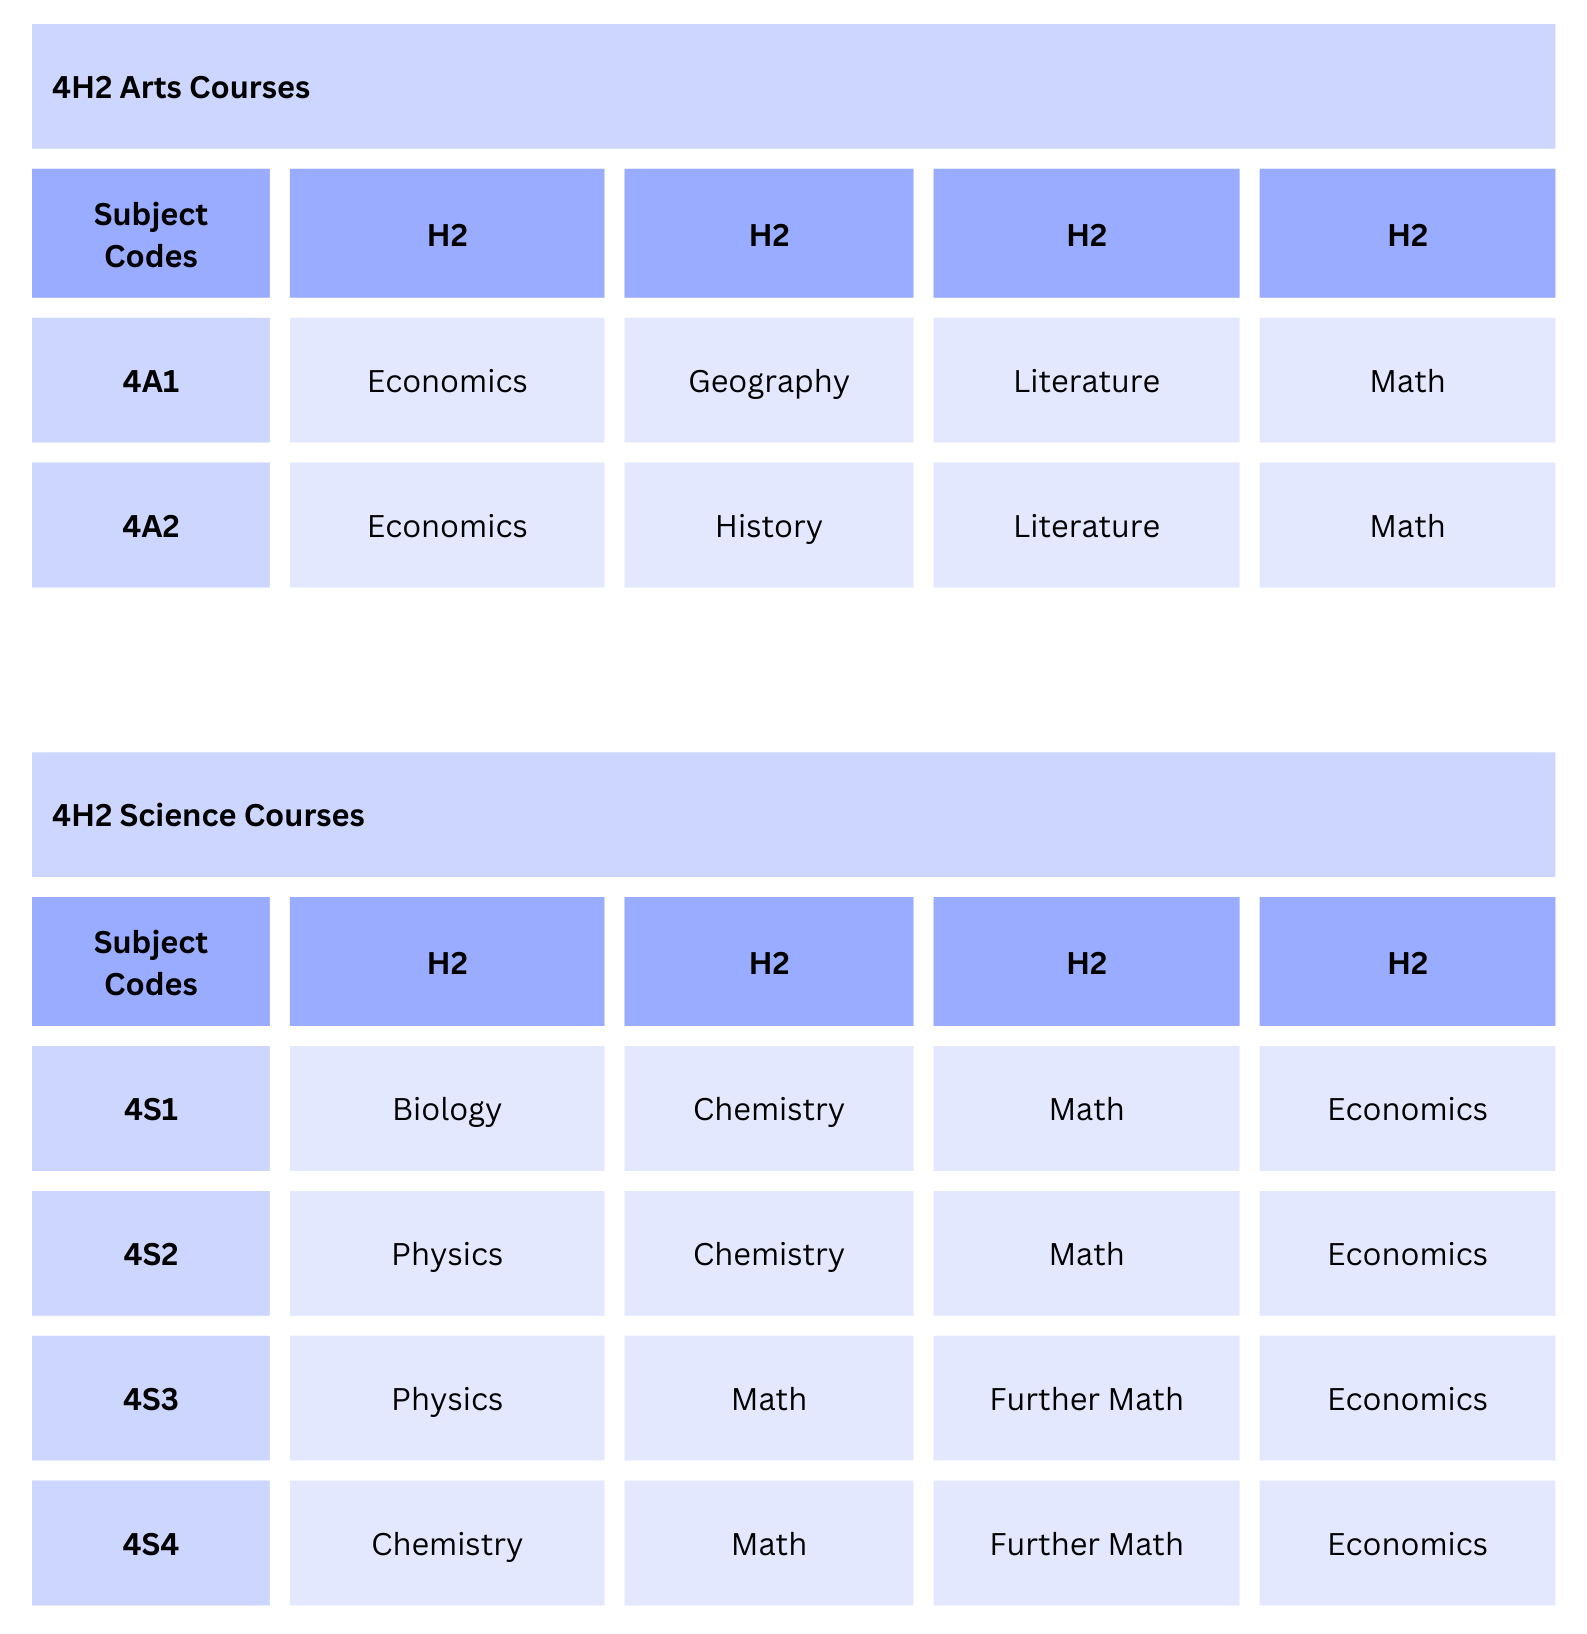 4H2 Arts Courses
Subject
Codes
H2
H2
H2
H2
4A1
Economics
Geography
Literature
Math
4A2
Economics
History
Literature
Math
4H2 Science Courses
Subject
Codes
H2
H2
H2
H2
4S1
Biology
Chemistry
Math
Economics
4S2
Physics
Chemistry
Math
Economics
4S3
Physics
Math
Further Math
Economics
4S4
Chemistry
Math
Further Math
Economics